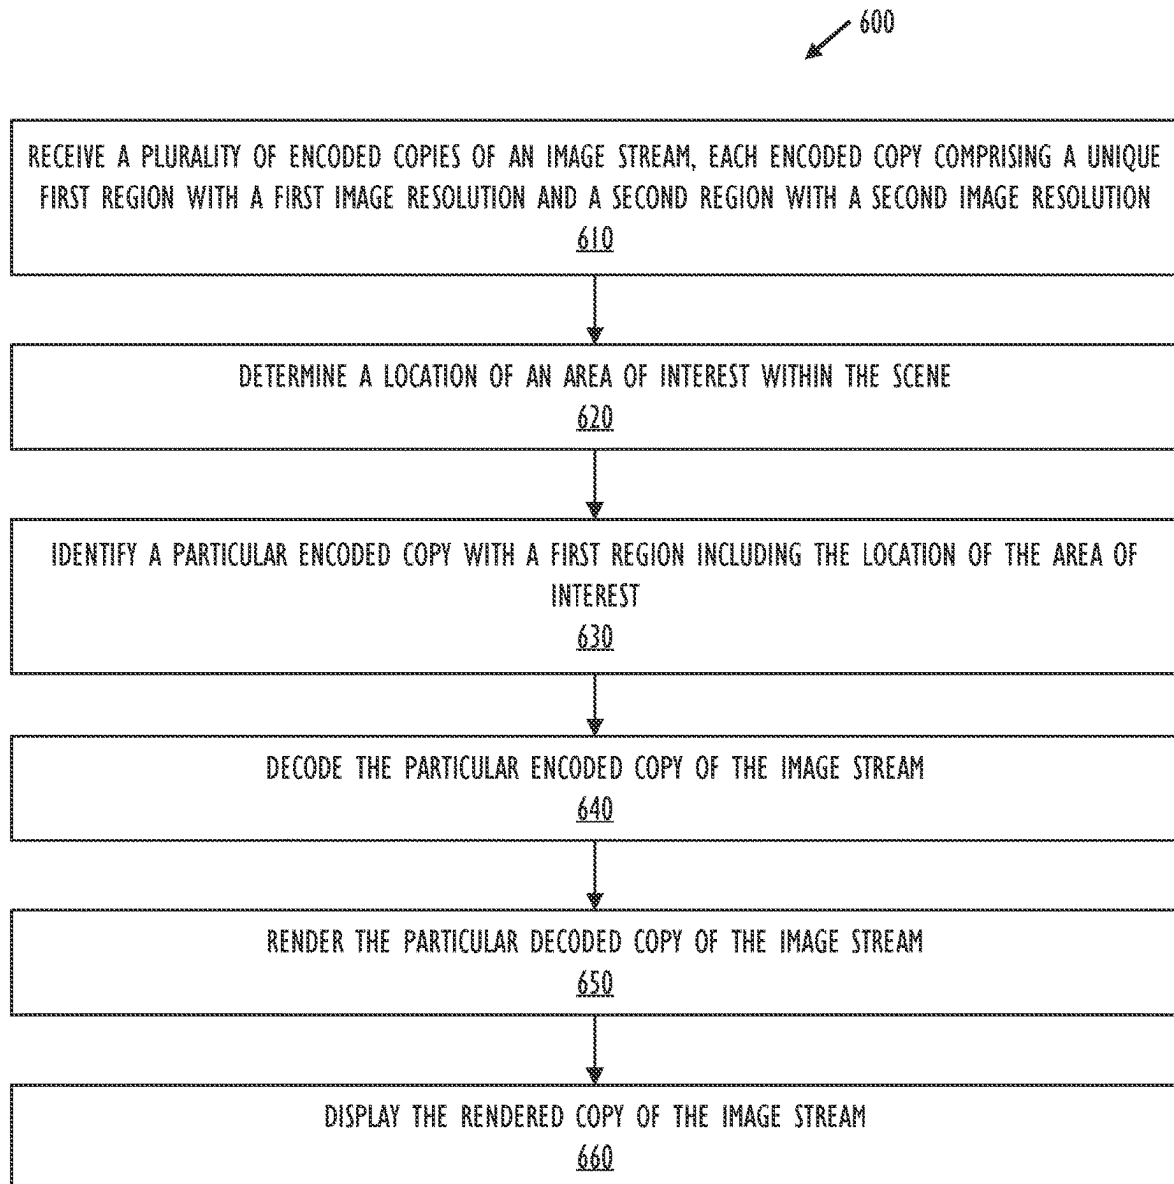 600
RECEIVE A PLURALITY OF ENCODED COPIES OF AN IMAGE STREAM, EACH ENCODED COPY COMPRISING A UNIQUE
FIRST REGION WITH A FIRST IMAGE RESOLUTION AND A SECOND REGION WITH A SECOND IMAGE RESOLUTION
610
DETERMINE A LOCATION OF AN AREA OF INTEREST WITHIN THE SCENE
620
IDENTIFY A PARTICULAR ENCODED COPY WITH A FIRST REGION INCLUDING THE LOCATION OF THE AREA OF
INTEREST
630
DECODE THE PARTICULAR ENCODED COPY OF THE IMAGE STREAM
640
RENDER THE PARTICULAR DECODED COPY OF THE IMAGE STREAM
650
DISPLAY THE RENDERED COPY OF THE IMAGE STREAM
660